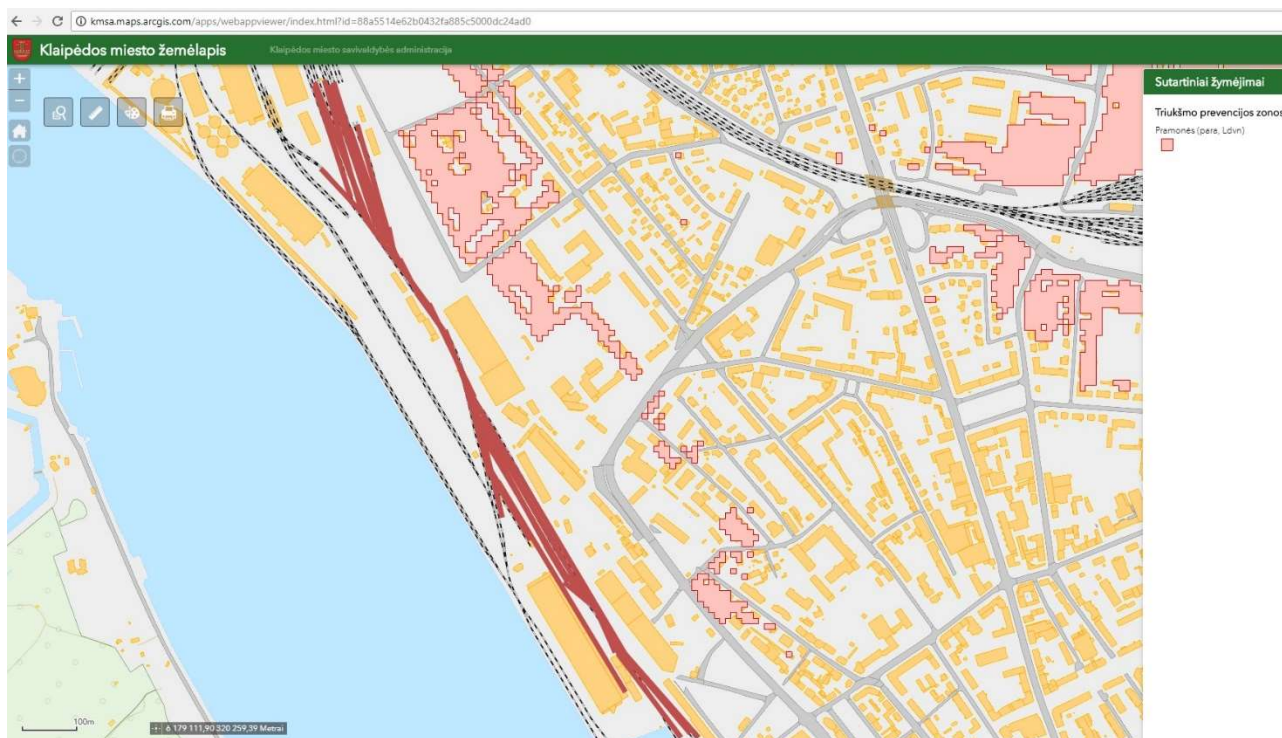 kmsa.maps.arcgis.com/apps/webappviewer/index.html?id=88a5514e62b0432fa885c5000dc24ad0
Klaipėdos miesto žemėlapis
Klaipėdos miesto savivaldybės administracija
Sutartiniai žymėjimai
Triukšmo prevencijos zonos
Pramonės (para, Ldvn)
100m
6 179 111,90 320 259,39 Metrai